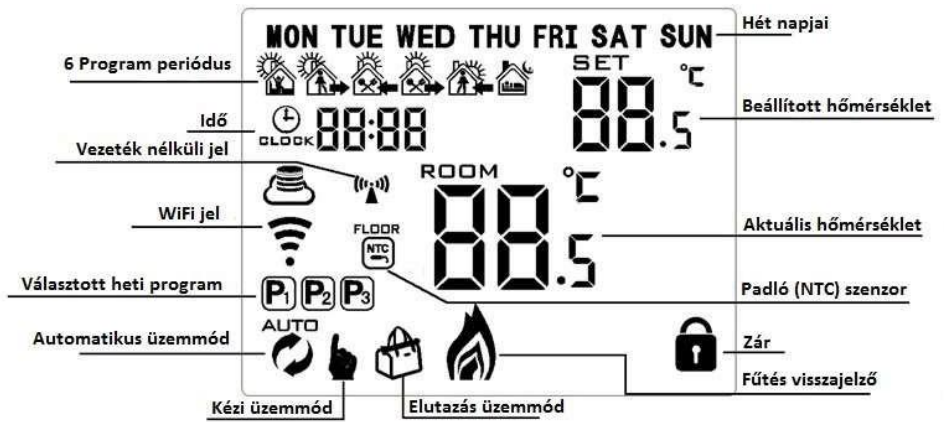 MON TUE WED THU FRI SAT SUN
Hét napjai
6 Program periódus
SET
88.5 °C
Beállított hőmérséklet
Idő
CLOCK 88:88
Vezeték nélküli jel
ROOM
88.5 °C
Aktuális hőmérséklet
WiFi jel
FLOOR
NTC
Padló (NTC) szenzor
Választott heti program
P1 P2 P3
Automatikus üzemmód
AUTO
Zár
Fűtés visszajelző
Kézi üzemmód
Elutazás üzemmód